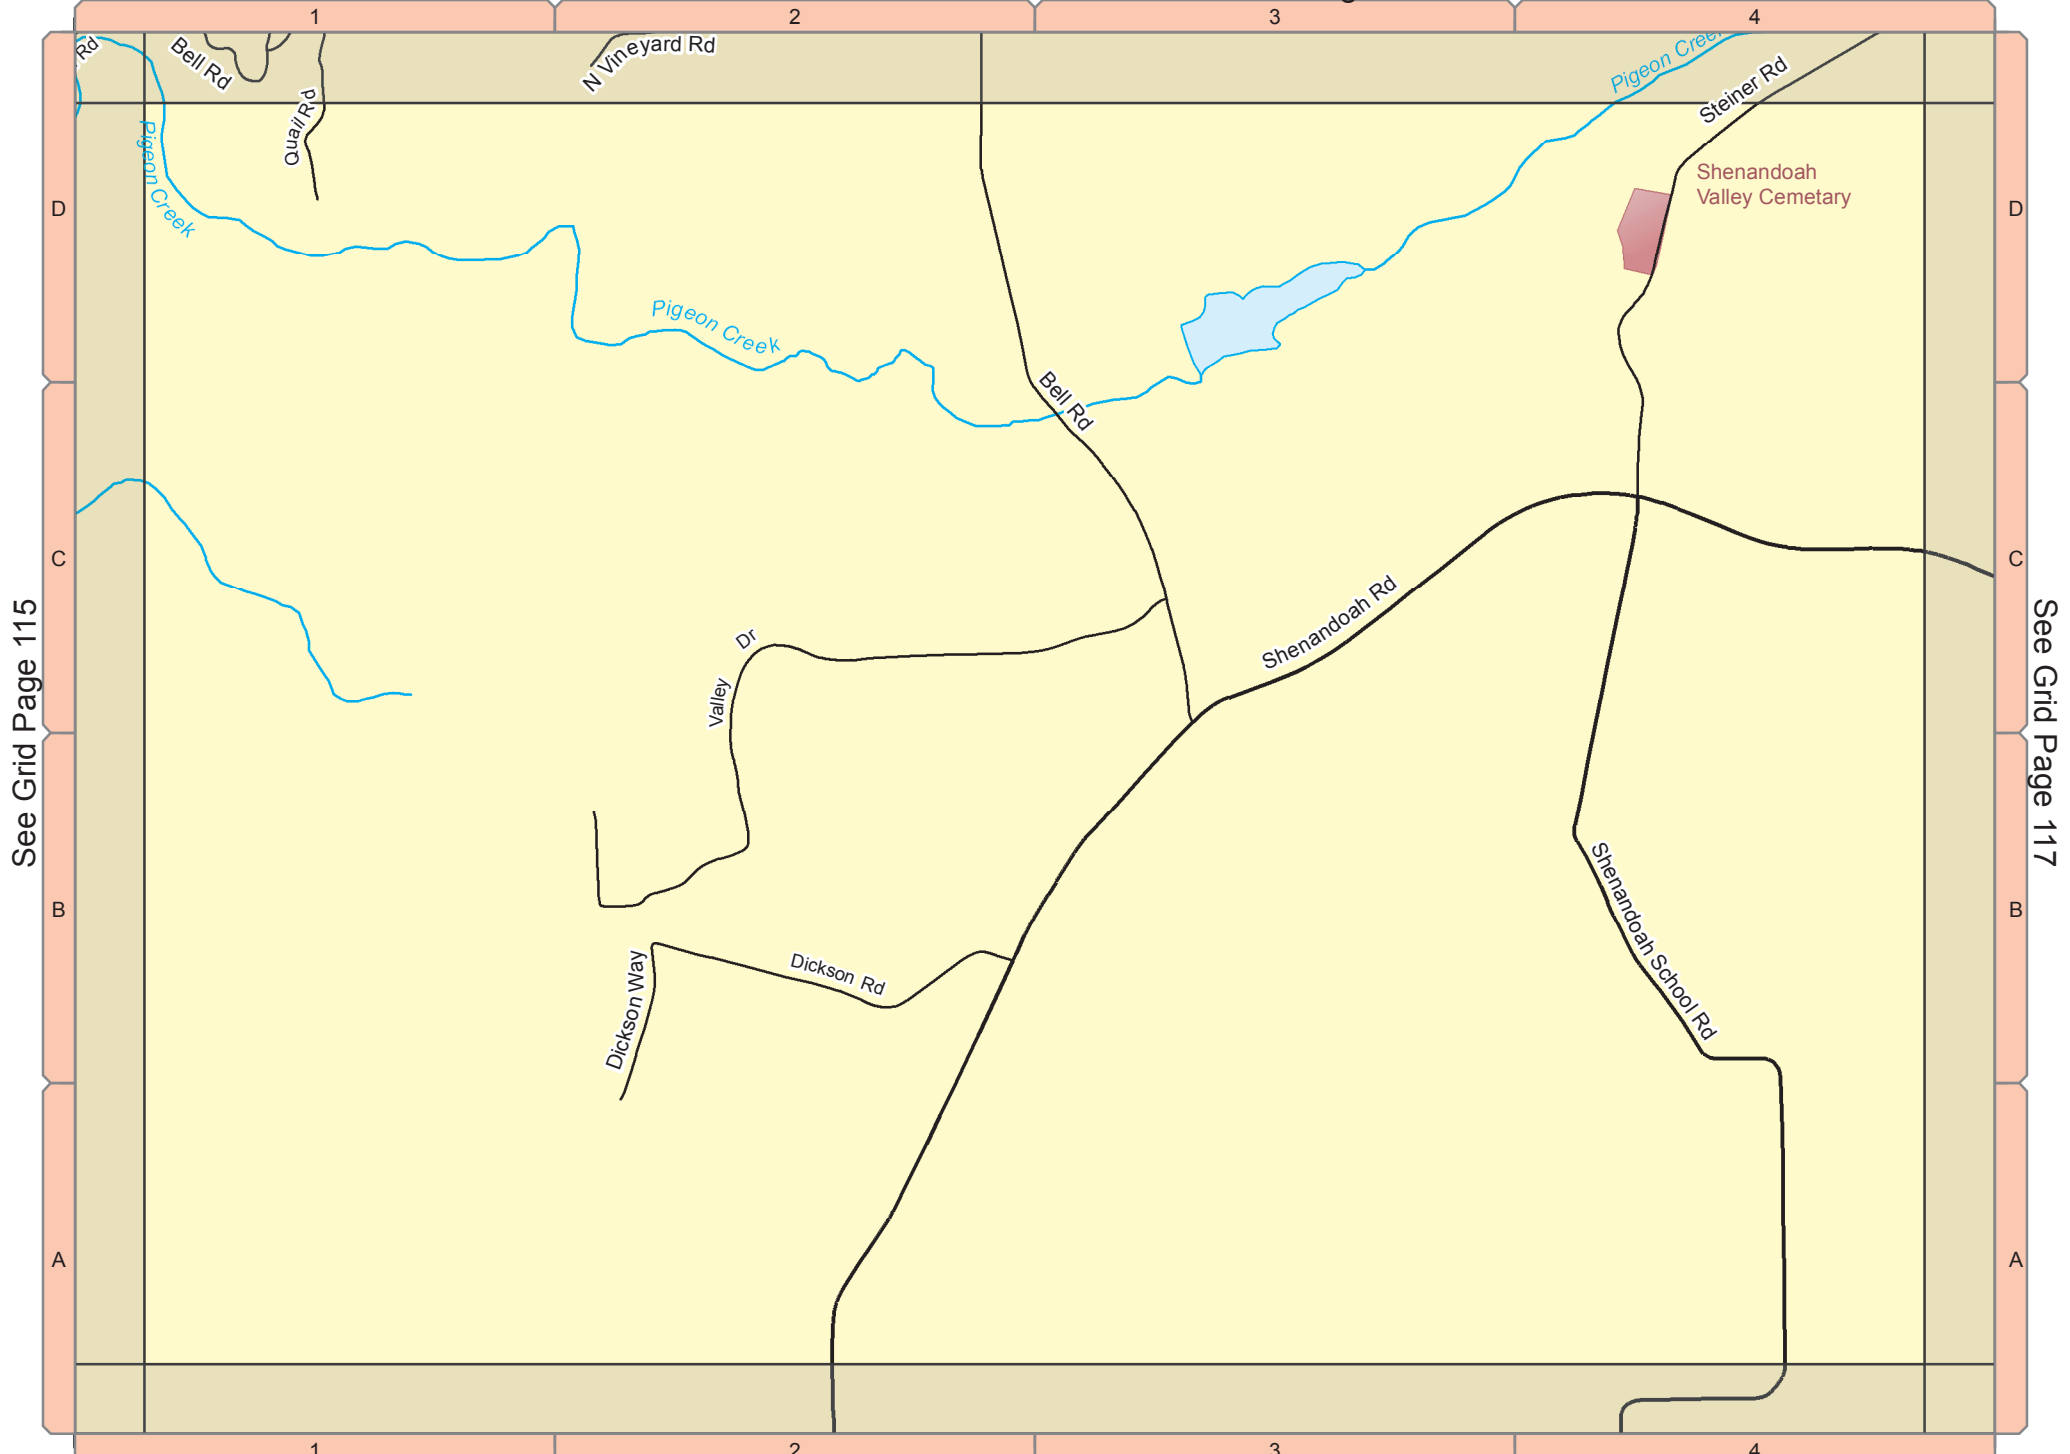 1
2
3
4
Rd
Bell Rd
N Vineyard Rd
Pigeon Creek
Steiner Rd
Quail Rd
Pigeon Creek
Shenandoah
Valley Cemetary
D
D
Pigeon Creek
Bell Rd
C
C
Shenandoah Rd
Valley Dr
See Grid Page 115
See Grid Page 117
Shenandoah School Rd
B
B
Dickson Rd
Dickson Way
A
A
1
2
3
4